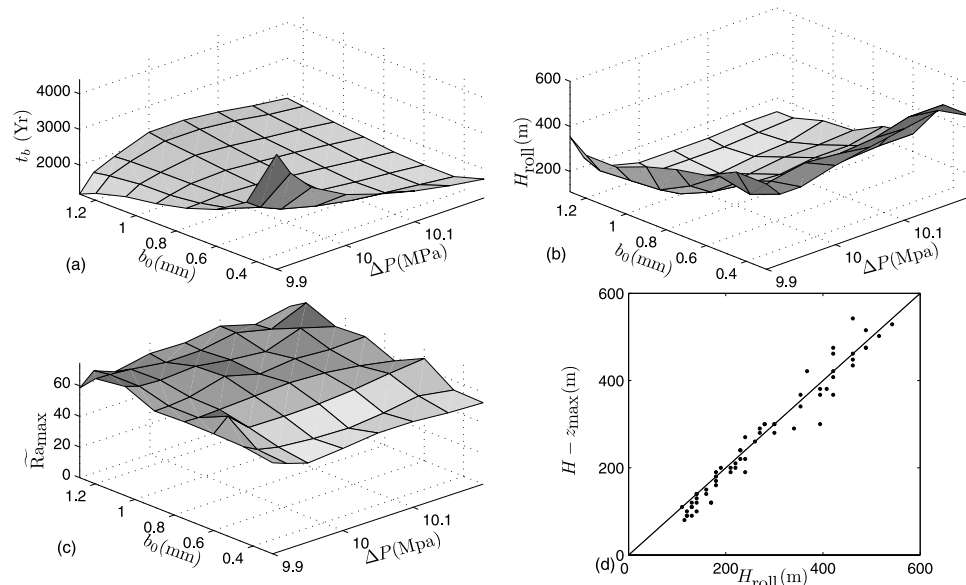 4000
3000
2000
t_b (Yr)
1.2
1
0.8
0.6
0.4
b_0(mm)
9.9
10
10.1
ΔP(MPa)
(a)
600
400
200
H_roll(m)
1.2
1
0.8
0.6
0.4
b_0(mm)
9.9
10
10.1
ΔP(Mpa)
(b)
60
40
20
0
R̃a_max
1.2
1
0.8
0.6
0.4
b_0(mm)
9.9
10
10.1
ΔP(Mpa)
(c)
600
400
200
0
H − z_max(m)
0
200
400
600
H_roll(m)
(d)